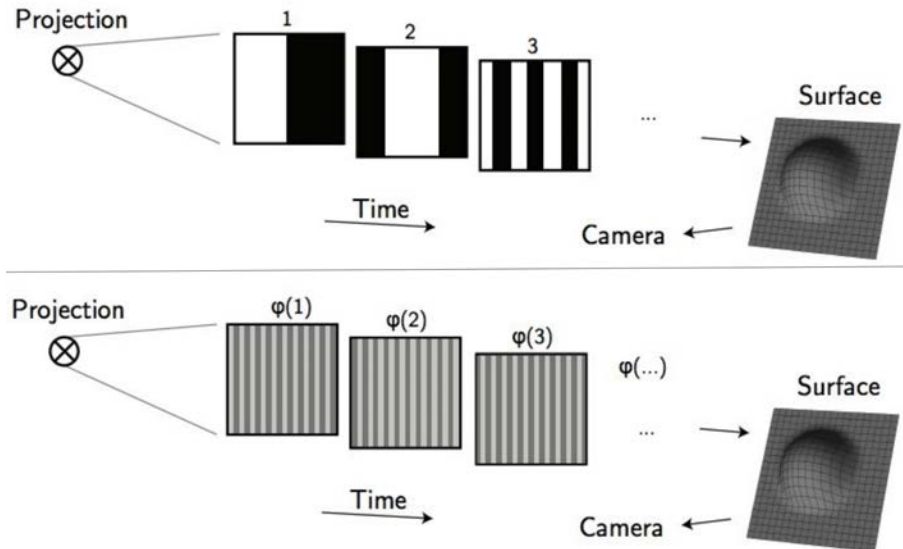 Projection
1
2
3
...
Surface
Time
Camera
Projection
φ(1)
φ(2)
φ(3)
φ(...)
...
Surface
Time
Camera